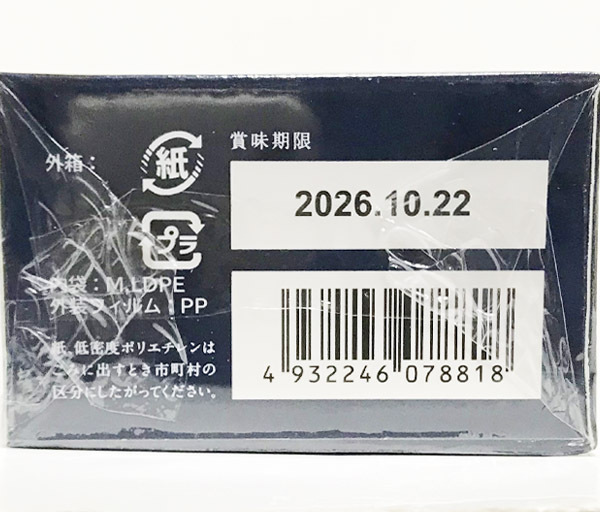 外箱：
紙
プラ
内袋：M.LDPE
外装フィルム：PP
紙、低密度ポリエチレンは
ごみに出すとき市町村の
区分にしたがってください。
賞味期限
2026.10.22
4 932246 078818